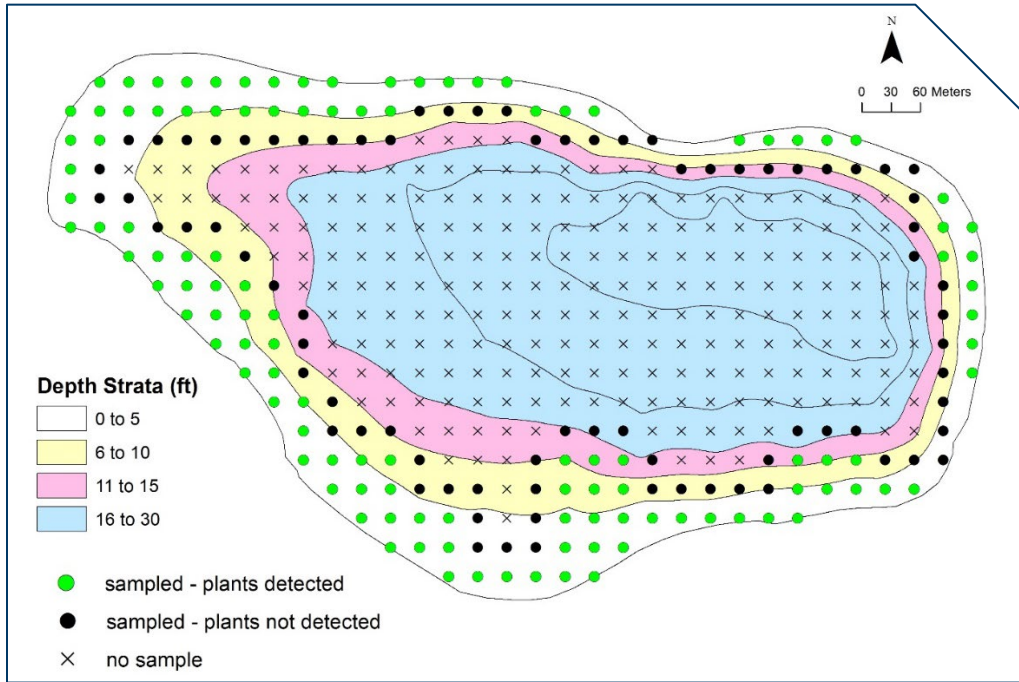 N
0 30 60 Meters
Depth Strata (ft)
0 to 5
6 to 10
11 to 15
16 to 30
sampled - plants detected
sampled - plants not detected
no sample